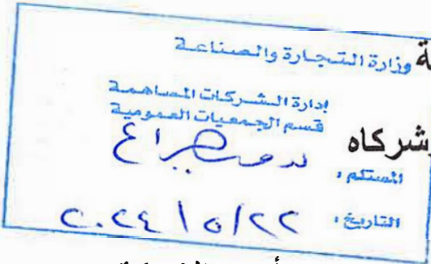 وزارة التجارة والصناعة
إدارة الشركات المساهمة
قسم الجمعيات العمومية
شركاه
المستلم :
التاريخ : ٢٠٢٤ / ٥ / ٢٢